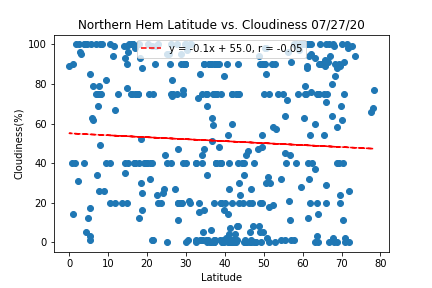 Northern Hem Latitude vs. Cloudiness 07/27/20
y = -0.1x + 55.0, r = -0.05
100
80
60
40
20
0
Cloudiness(%)
0 10 20 30 40 50 60 70 80
Latitude